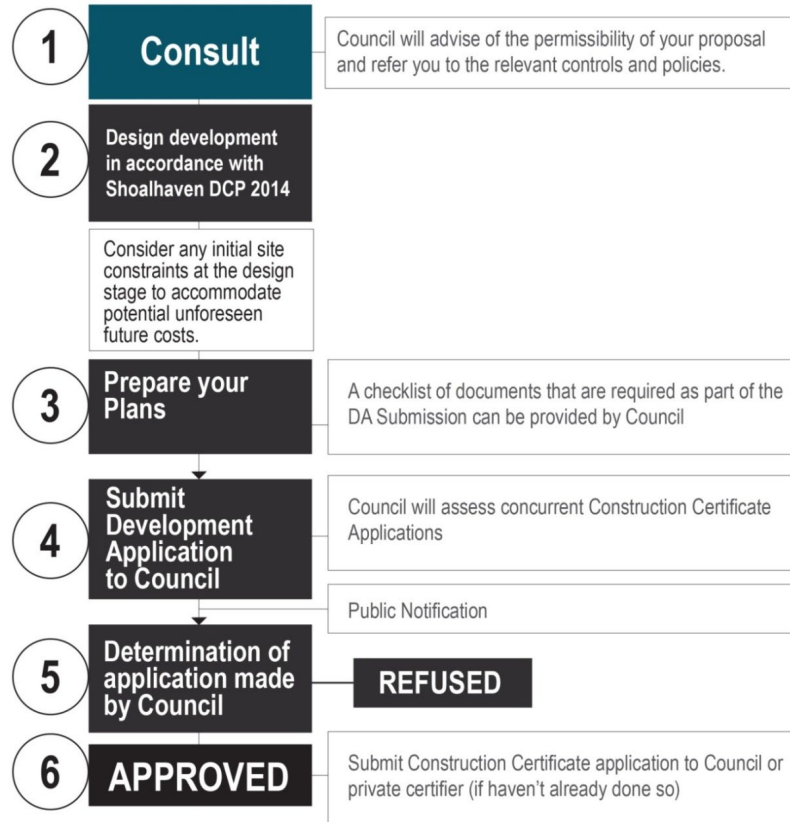 1
Consult
Council will advise of the permissibility of your proposal
and refer you to the relevant controls and policies.
2
Design development
in accordance with
Shoalhaven DCP 2014
Consider any initial site
constraints at the design
stage to accommodate
potential unforeseen
future costs.
3
Prepare your
Plans
A checklist of documents that are required as part of the
DA Submission can be provided by Council
4
Submit
Development
Application
to Council
Council will assess concurrent Construction Certificate
Applications
Public Notification
5
Determination of
application made
by Council
REFUSED
6
APPROVED
Submit Construction Certificate application to Council or
private certifier (if haven't already done so)